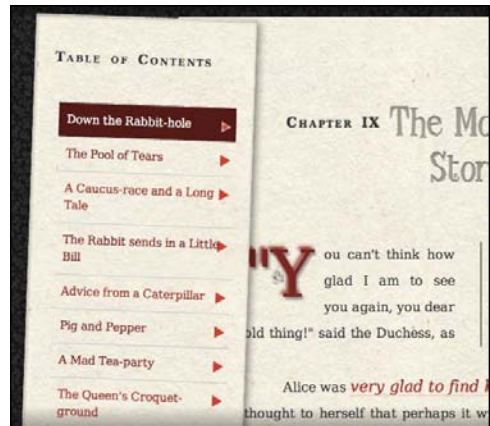 TABLE OF CONTENTS
Down the Rabbit-hole
The Pool of Tears
A Caucus-race and a Long
Tale
The Rabbit sends in a Little
Bill
Advice from a Caterpillar
Pig and Pepper
A Mad Tea-party
The Queen's Croquet-
ground
CHAPTER IX The
"You can't think how
glad I am to see
you again, you dear
thing!" said the Duchess, as
Alice was very glad to find
thought to herself that perhaps it